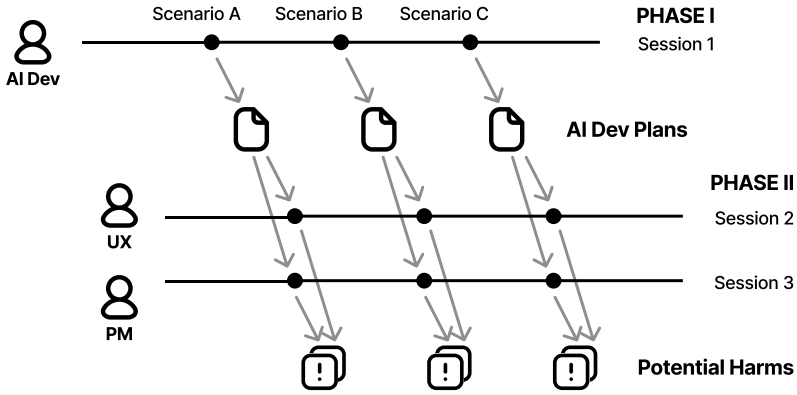 Scenario A
Scenario B
Scenario C
PHASE I
Session 1
AI Dev
AI Dev Plans
PHASE II
Session 2
UX
Session 3
PM
Potential Harms